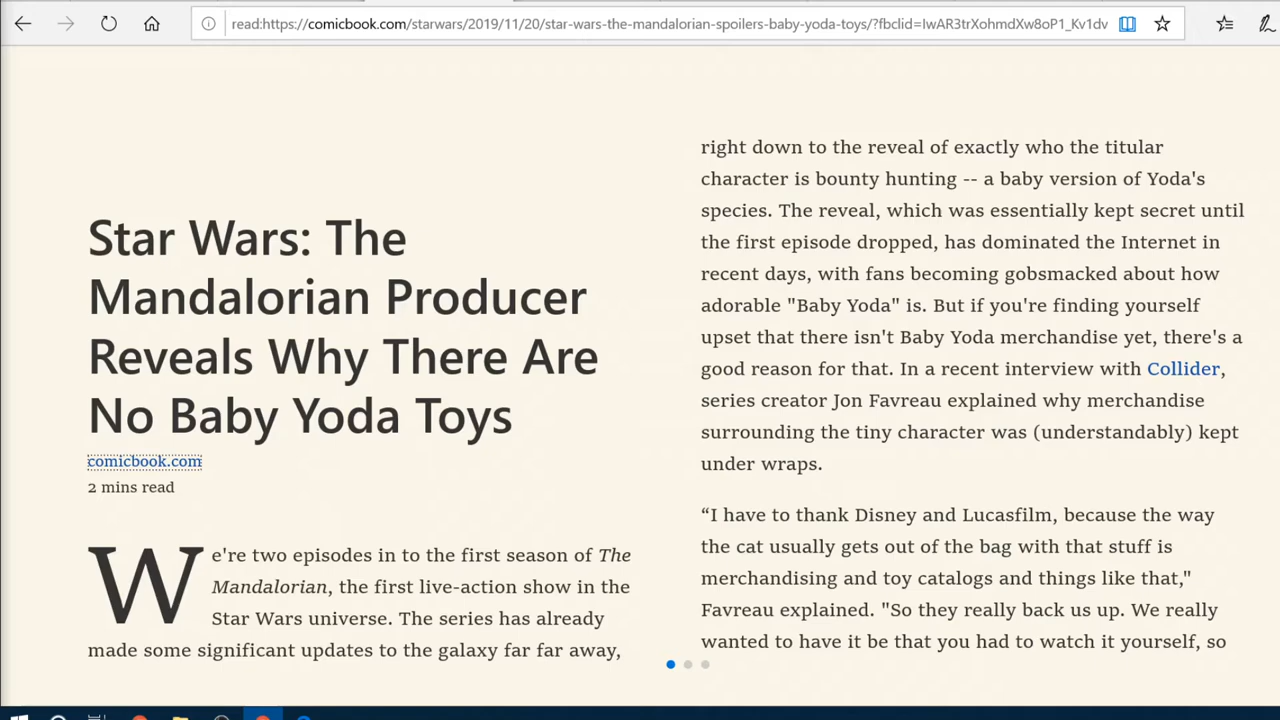 read:https://comicbook.com/starwars/2019/11/20/star-wars-the-mandalorian-spoilers-baby-yoda-toys/?fbclid=IwAR3trXohmdXw8oP1_Kv1dv
Star Wars: The
Mandalorian Producer
Reveals Why There Are
No Baby Yoda Toys
comicbook.com
2 mins read
We're two episodes in to the first season of The
Mandalorian, the first live-action show in the
Star Wars universe. The series has already
made some significant updates to the galaxy far far away,
right down to the reveal of exactly who the titular
character is bounty hunting -- a baby version of Yoda's
species. The reveal, which was essentially kept secret until
the first episode dropped, has dominated the Internet in
recent days, with fans becoming gobsmacked about how
adorable "Baby Yoda" is. But if you're finding yourself
upset that there isn't Baby Yoda merchandise yet, there's a
good reason for that. In a recent interview with Collider,
series creator Jon Favreau explained why merchandise
surrounding the tiny character was (understandably) kept
under wraps.
“I have to thank Disney and Lucasfilm, because the way
the cat usually gets out of the bag with that stuff is
merchandising and toy catalogs and things like that,"
Favreau explained. "So they really back us up. We really
wanted to have it be that you had to watch it yourself, so